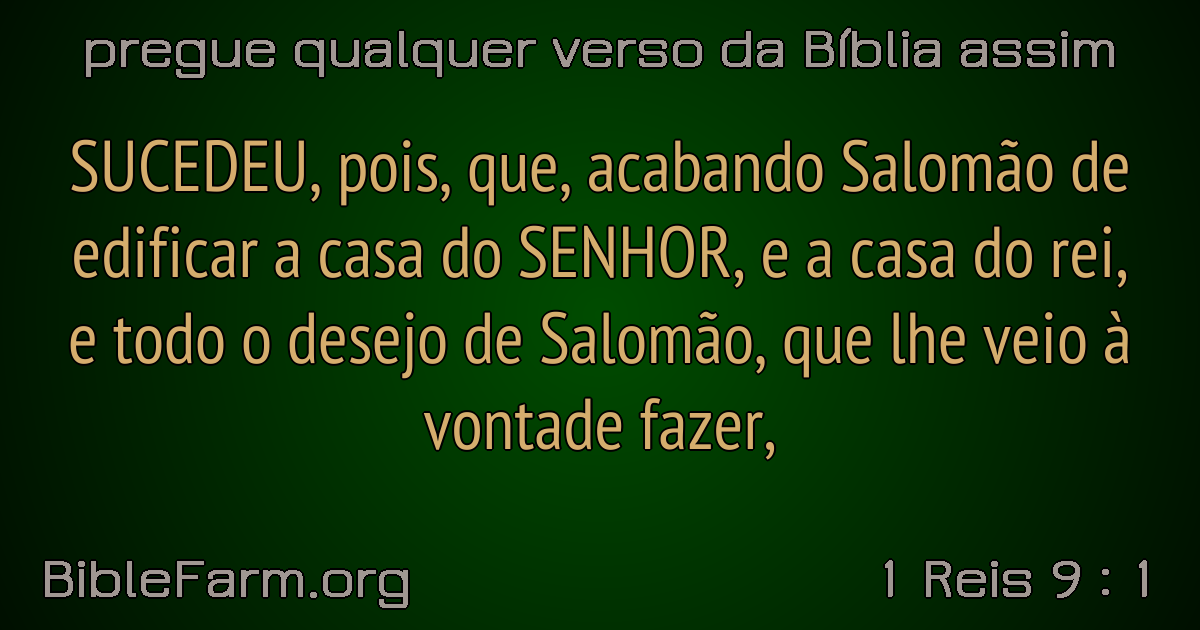 pregue qualquer verso da Bíblia assim
SUCEDEU, pois, que, acabando Salomão de
edificar a casa do SENHOR, e a casa do rei,
e todo o desejo de Salomão, que lhe veio à
vontade fazer,
BibleFarm.org
1 Reis 9 : 1